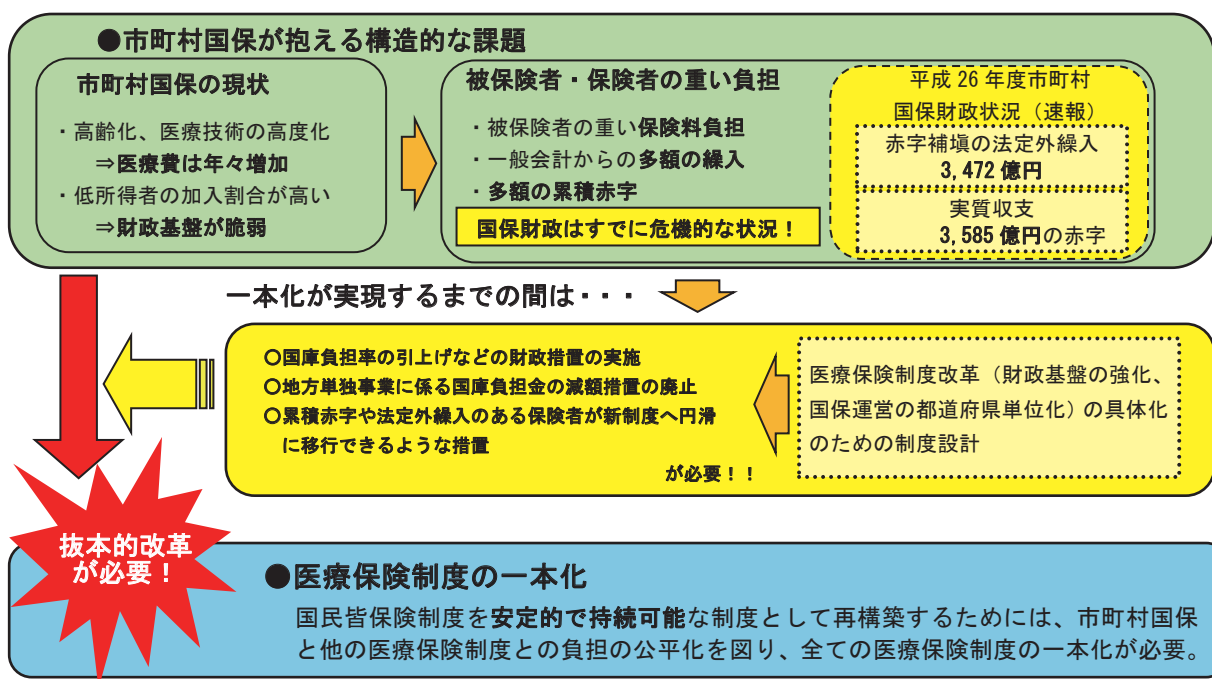 ●市町村国保が抱える構造的な課題
市町村国保の現状
・高齢化、医療技術の高度化
⇒医療費は年々増加
・低所得者の加入割合が高い
⇒財政基盤が脆弱
被保険者・保険者の重い負担
・被保険者の重い保険料負担
・一般会計からの多額の繰入
・多額の累積赤字
国保財政はすでに危機的な状況！
平成 26 年度市町村
国保財政状況（速報）
赤字補塡の法定外繰入
3,472 億円
実質収支
3,585 億円の赤字
一本化が実現するまでの間は・・・
○国庫負担率の引上げなどの財政措置の実施
○地方単独事業に係る国庫負担金の減額措置の廃止
○累積赤字や法定外繰入のある保険者が新制度へ円滑
に移行できるような措置
が必要！！
医療保険制度改革（財政基盤の強化、
国保運営の都道府県単位化）の具体化
のための制度設計
抜本的改革
が必要！
●医療保険制度の一本化
国民皆保険制度を安定的で持続可能な制度として再構築するためには、市町村国保
と他の医療保険制度との負担の公平化を図り、全ての医療保険制度の一本化が必要。